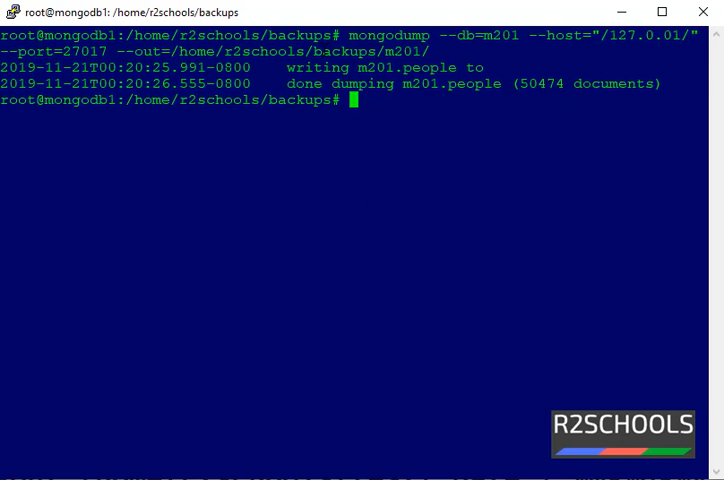 root@mongodb1: /home/r2schools/backups
root@mongodb1:/home/r2schools/backups# mongodump --db=m201 --host="/127.0.01/"
--port=27017 --out=/home/r2schools/backups/m201/
2019-11-21T00:20:25.991-0800    writing m201.people to
2019-11-21T00:20:26.555-0800    done dumping m201.people (50474 documents)
root@mongodb1:/home/r2schools/backups#
R2SCHOOLS